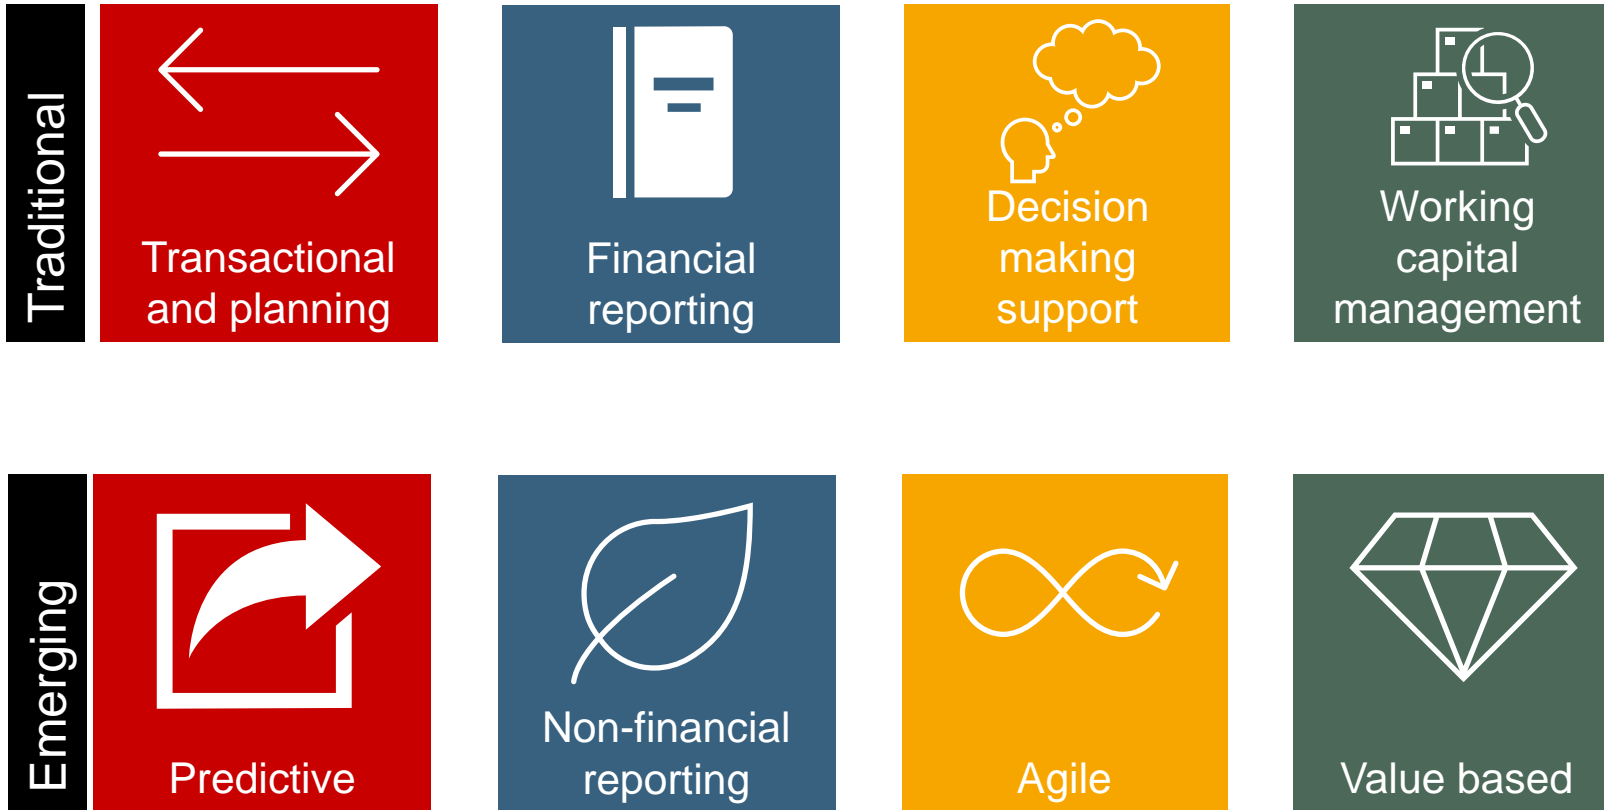 Traditional
Transactional
and planning
Financial
reporting
Decision
making
support
Working
capital
management
Emerging
Predictive
Non-financial
reporting
Agile
Value based